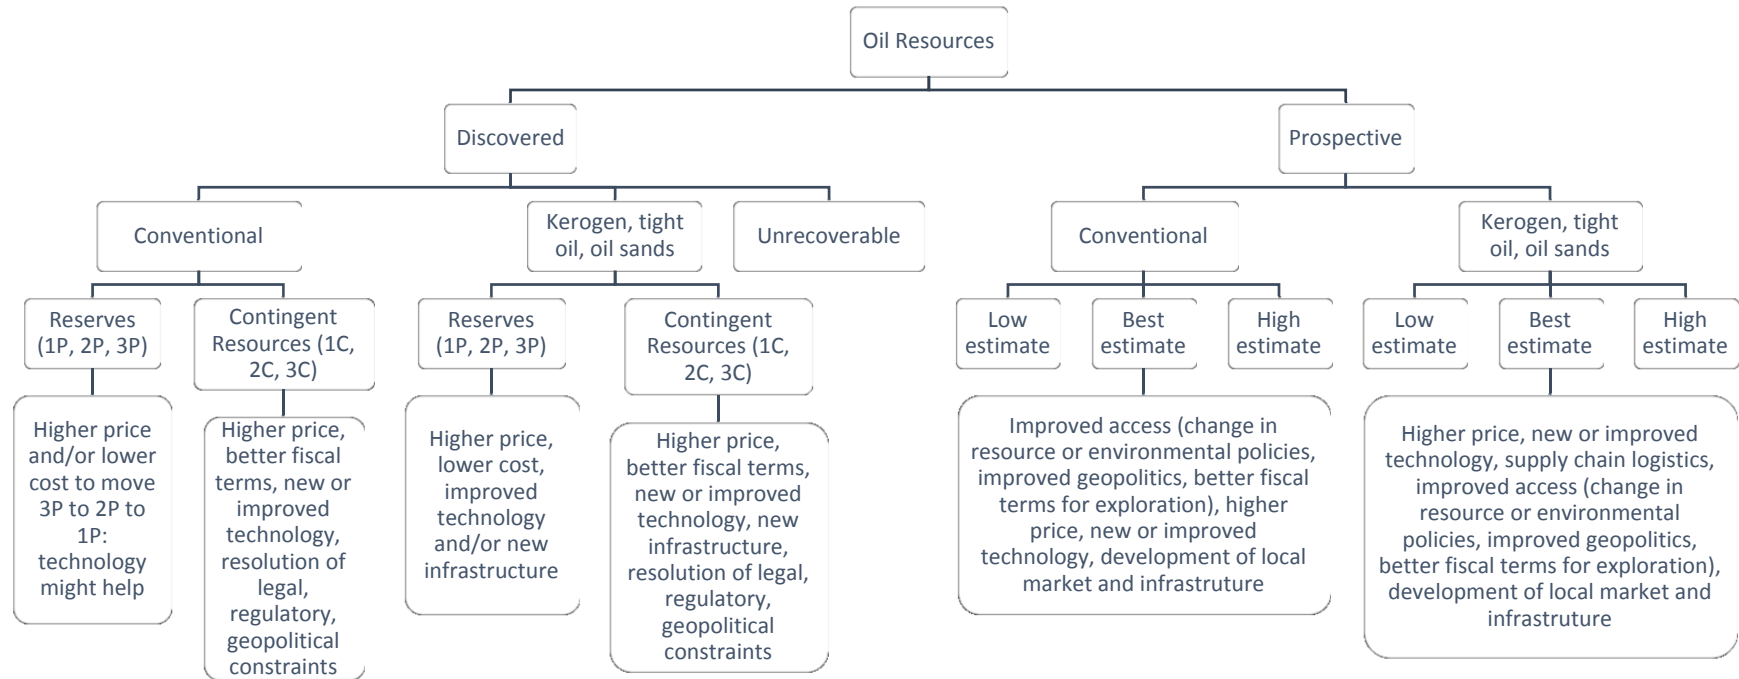 Oil Resources
Discovered
Prospective
Conventional
Kerogen, tight
oil, oil sands
Unrecoverable
Conventional
Kerogen, tight
oil, oil sands
Reserves
(1P, 2P, 3P)
Contingent
Resources (1C,
2C, 3C)
Reserves
(1P, 2P, 3P)
Contingent
Resources (1C,
2C, 3C)
Low
estimate
Best
estimate
High
estimate
Low
estimate
Best
estimate
High
estimate
Higher price
and/or lower
cost to move
3P to 2P to
1P:
technology
might help
Higher price,
better fiscal
terms, new or
improved
technology,
resolution of
legal,
regulatory,
geopolitical
constraints
Higher price,
lower cost,
improved
technology
and/or new
infrastructure
Higher price,
better fiscal terms,
new or improved
technology, new
infrastructure,
resolution of legal,
regulatory,
geopolitical
constraints
Improved access (change in
resource or environmental policies,
improved geopolitics, better fiscal
terms for exploration), higher
price, new or improved
technology, development of local
market and infrastruture
Higher price, new or improved
technology, supply chain logistics,
improved access (change in
resource or environmental
policies, improved geopolitics,
better fiscal terms for exploration),
development of local market and
infrastruture